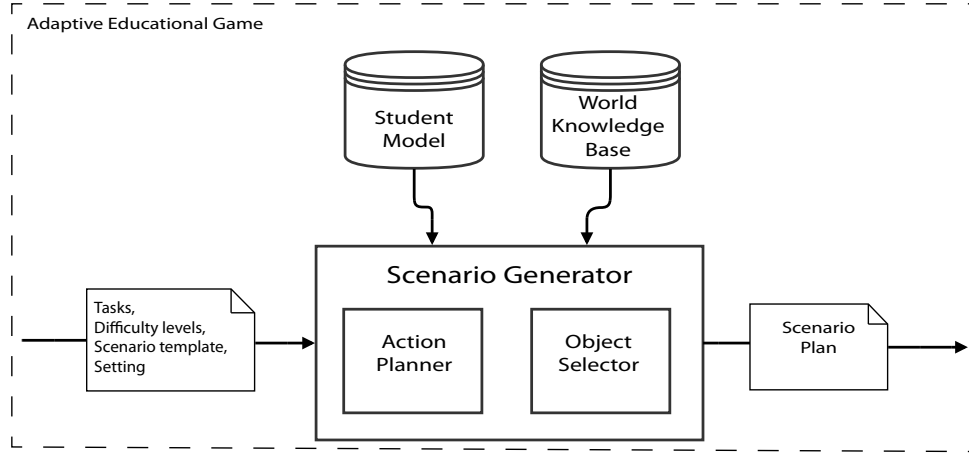 Adaptive Educational Game
Student
Model
World
Knowledge
Base
Scenario Generator
Tasks,
Difficulty levels,
Scenario template,
Setting
Action
Planner
Object
Selector
Scenario
Plan